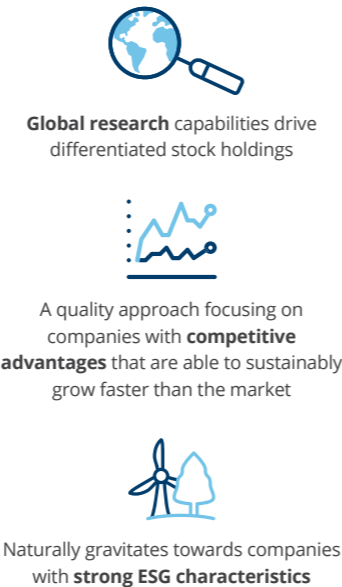 Global research capabilities drive
differentiated stock holdings
A quality approach focusing on
companies with competitive
advantages that are able to sustainably
grow faster than the market
Naturally gravitates towards companies
with strong ESG characteristics